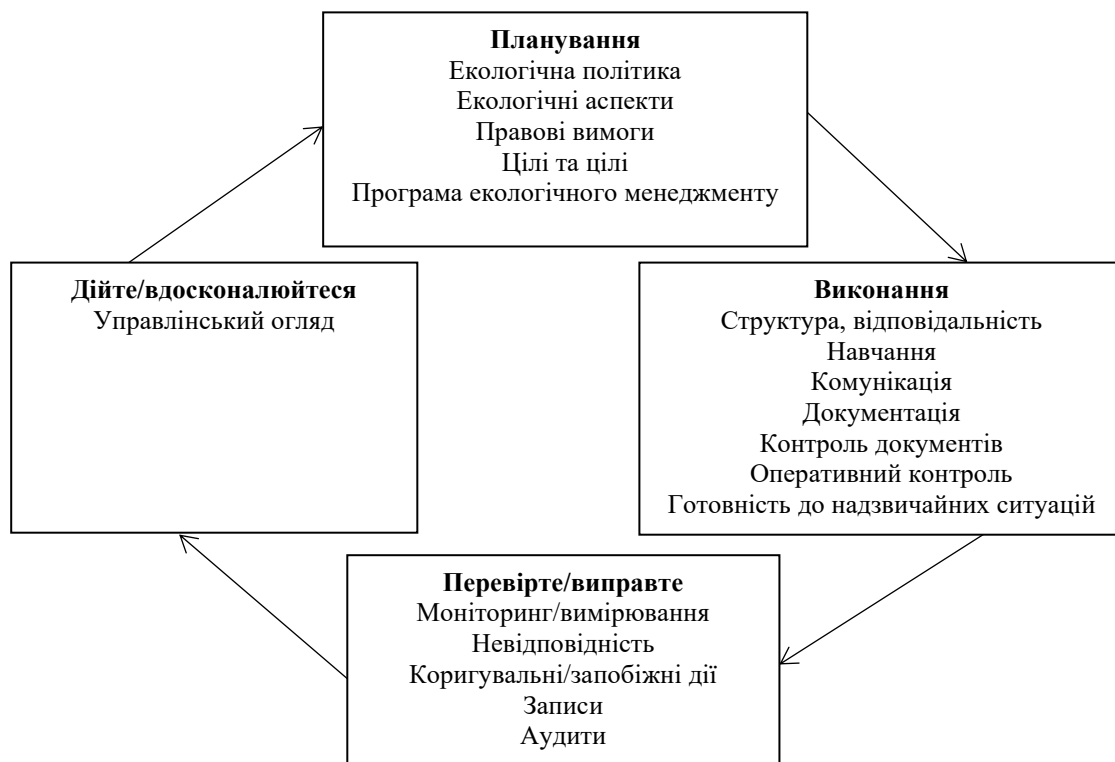 Планування
Екологічна політика
Екологічні аспекти
Правові вимоги
Цілі та цілі
Програма екологічного менеджменту
Дійте/вдосконалюйтеся
Управлінський огляд
Виконання
Структура, відповідальність
Навчання
Комунікація
Документація
Контроль документів
Оперативний контроль
Готовність до надзвичайних ситуацій
Перевірте/виправте
Моніторинг/вимірювання
Невідповідність
Коригувальні/запобіжні дії
Записи
Аудити